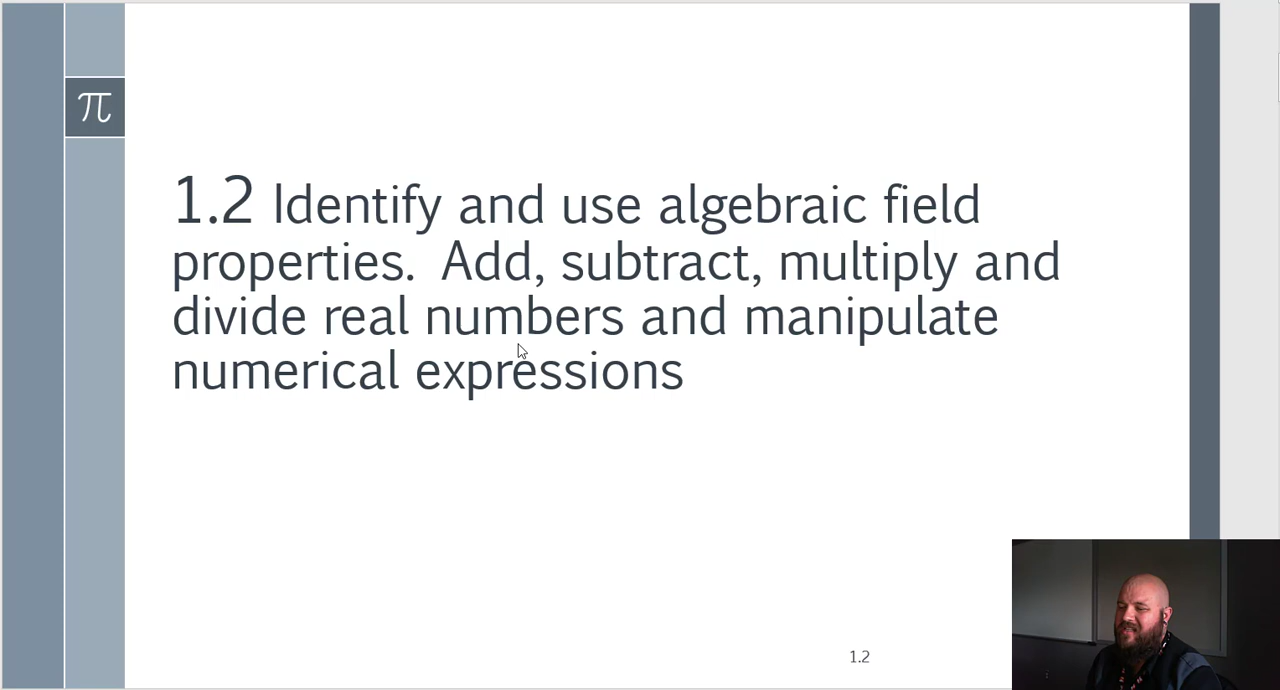 π
1.2 Identify and use algebraic field
properties.  Add, subtract, multiply and
divide real numbers and manipulate
numerical expressions
1.2